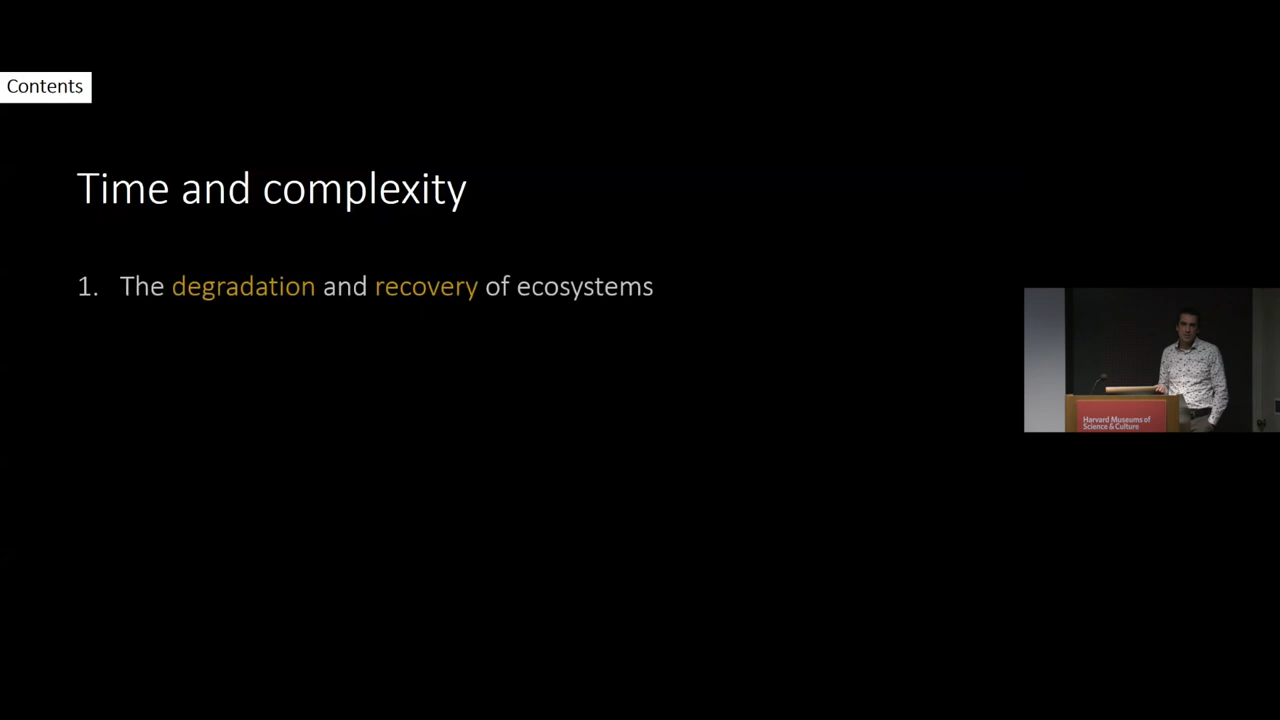 Contents
Time and complexity
1. The degradation and recovery of ecosystems
Harvard Museums of
Science & Culture